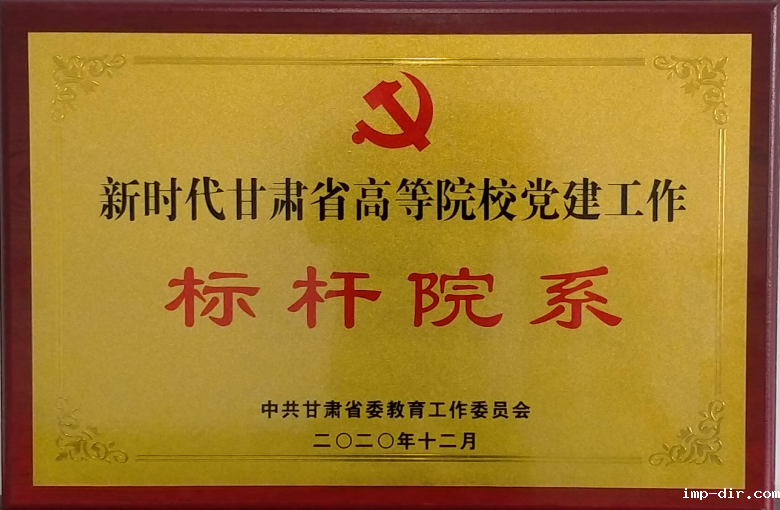 新时代甘肃省高等院校党建工作
标杆院系
中共甘肃省委教育工作委员会
二〇二〇年十二月
imp-dir.com